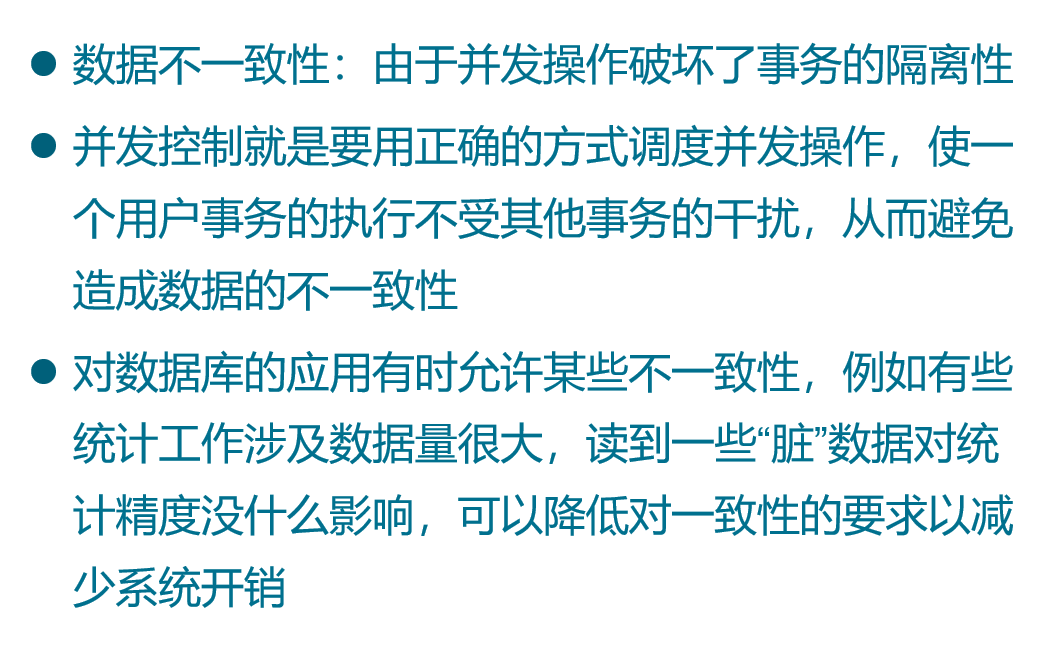 ● 数据不一致性：由于并发操作破坏了事务的隔离性
● 并发控制就是要用正确的方式调度并发操作，使一
个用户事务的执行不受其他事务的干扰，从而避免
造成数据的不一致性
● 对数据库的应用有时允许某些不一致性，例如有些
统计工作涉及数据量很大，读到一些“脏”数据对统
计精度没什么影响，可以降低对一致性的要求以减
少系统开销